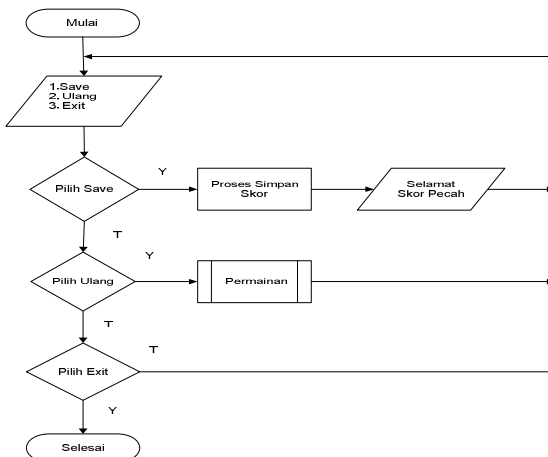 Mulai
1.Save
2. Ulang
3. Exit
Pilih Save
Y
Proses Simpan
Skor
Selamat
Skor Pecah
T
Y
Pilih Ulang
Permainan
T
T
Pilih Exit
Y
Selesai